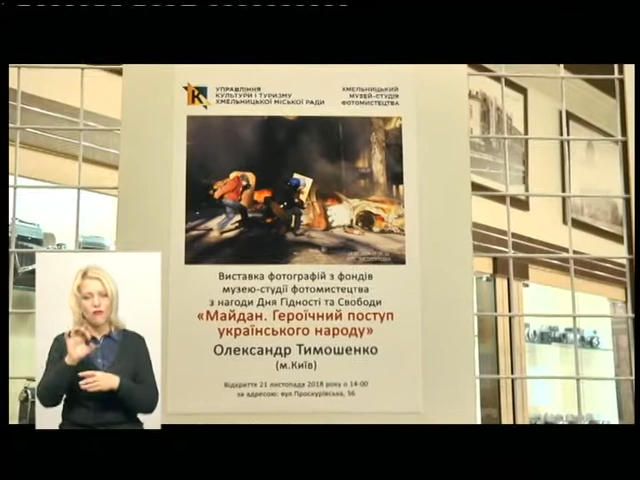 УПРАВЛІННЯ
КУЛЬТУРИ І ТУРИЗМУ
ХМЕЛЬНИЦЬКОЇ МІСЬКОЇ РАДИ
ХМЕЛЬНИЦЬКИЙ
МУЗЕЙ-СТУДІЯ
ФОТОМИСТЕЦТВА
Виставка фотографій з фондів
музею-студії фотомистецтва
з нагоди Дня Гідності та Свободи
«Майдан. Героїчний поступ
українського народу»
Олександр Тимошенко
(м.Київ)
Відкриття 21 листопада 2018 року о 14-00
за адресою: вул Проскурівська, 56